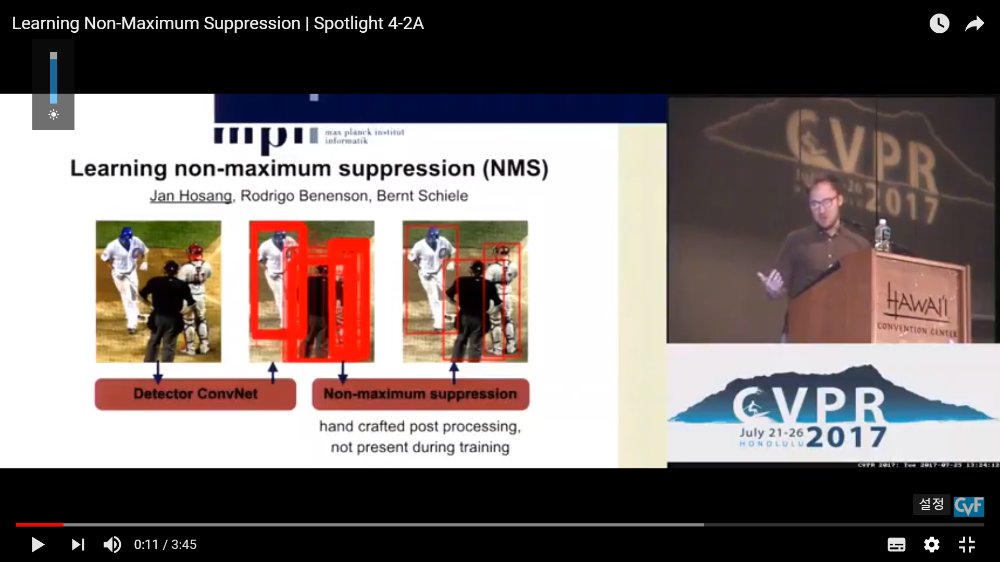 Learning Non-Maximum Suppression | Spotlight 4-2A
max planck institut
informatik
Learning non-maximum suppression (NMS)
Jan Hosang, Rodrigo Benenson, Bernt Schiele
Detector ConvNet
Non-maximum suppression
hand crafted post processing,
not present during training
CVPR
2017
HAWAI'I
CONVENTION CENTER
CVPR
July 21-26
HONOLULU 2017
CVPR 2017: Tue 2017-07-25 13:24:12
설정
CVF
0:11 / 3:45